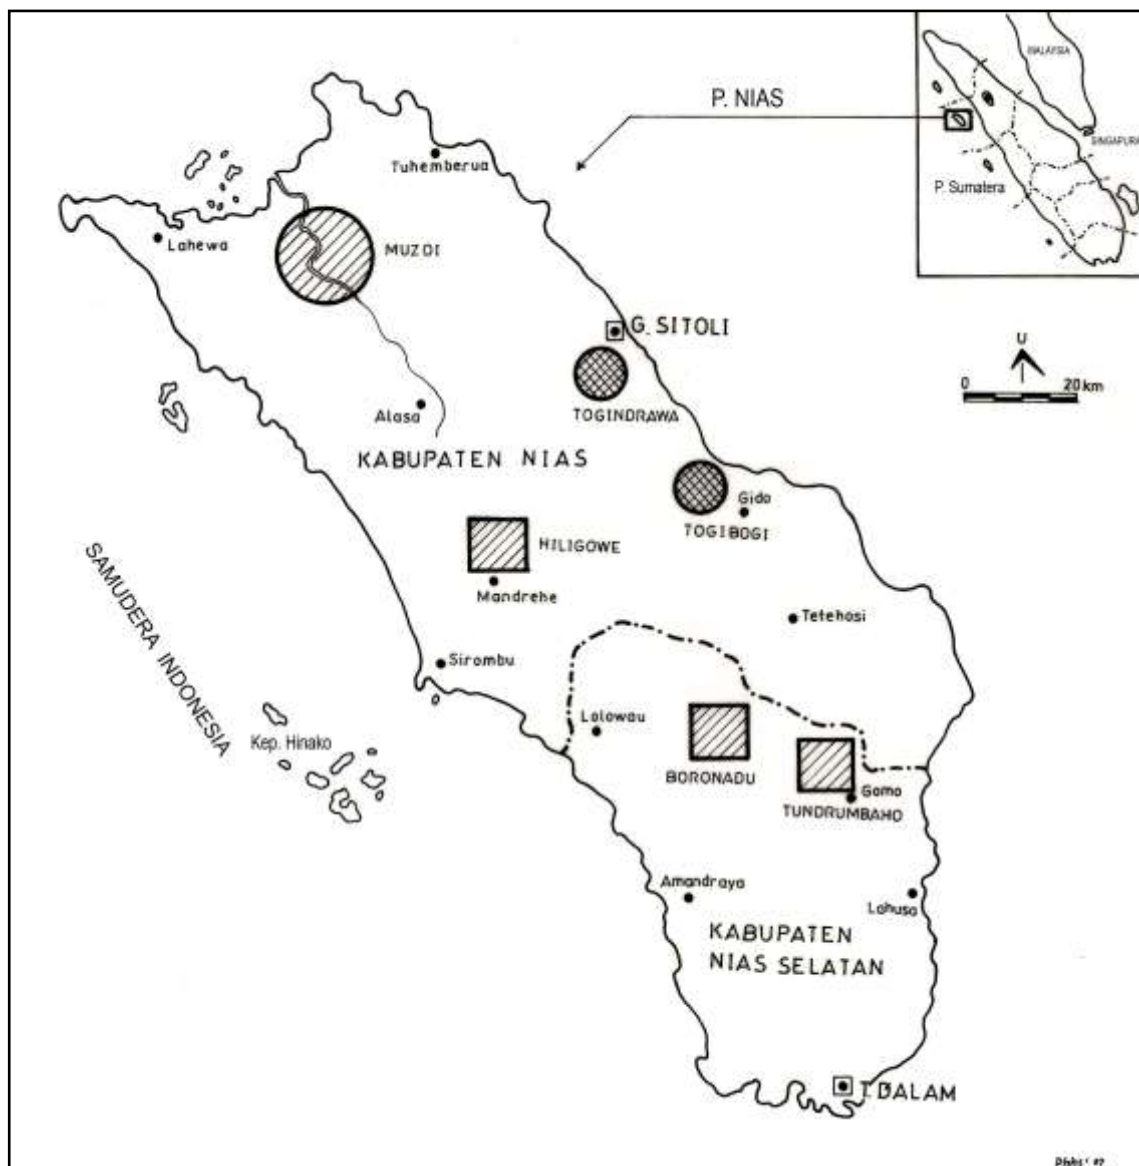 MALAYSIA
P. NIAS
SINGAPURA
Tuhemberua
P. Sumatera
Lahewa
MUZOI
G. SITOLI
U
0 20 km
Alasa
TOGINDRAWA
KABUPATEN NIAS
Gido
TOGIBOGI
HILIGOWE
Mandrehe
SAMUDERA INDONESIA
Tetehosi
Sirombu
Lolowau
Kep. Hinako
BORONADU
Gomo
TUNDRUMBAHO
Amandraya
Lahusa
KABUPATEN
NIAS SELATAN
T. DALAM